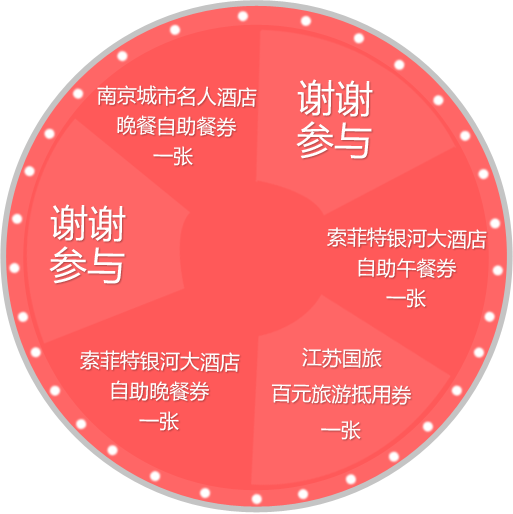 南京城市名人酒店
晚餐自助餐券
一张
谢谢
参与
索菲特银河大酒店
自助午餐券
一张
江苏国旅
百元旅游抵用券
一张
索菲特银河大酒店
自助晚餐券
一张
谢谢
参与